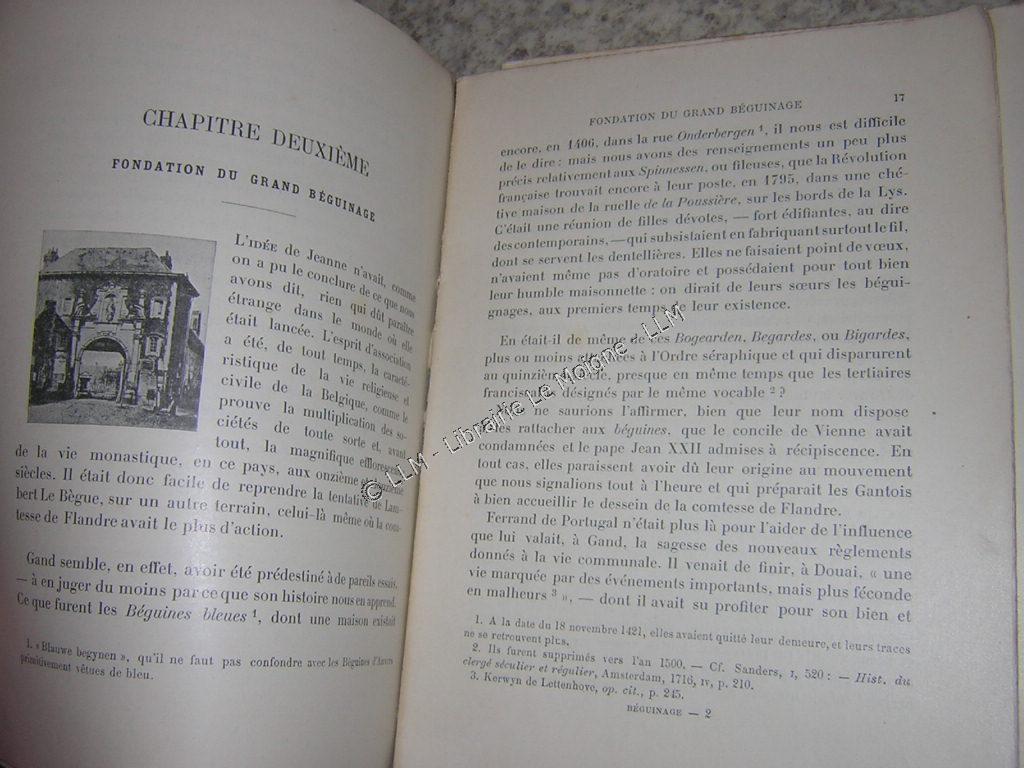 CHAPITRE DEUXIÈME
FONDATION DU GRAND BÉGUINAGE
L'IDÉE de Jeanne n'avait, comme
on a pu le conclure de ce que nous
avons dit, rien qui dût paraître
étrange dans le monde où elle
était lancée. L'esprit d'association
a été, de tout temps, la caracté-
ristique de la vie religieuse et
civile de la Belgique, comme le
prouve la multiplication des so-
ciétés de toute sorte et, avant
tout, la magnifique efflorescence
de la vie monastique, en ce pays, aux onzième et douzième
siècles. Il était donc facile de reprendre la tentative de Lam-
bert Le Bègue, sur un autre terrain, celui-là même où la com-
tesse de Flandre avait le plus d'action.
Gand semble, en effet, avoir été prédestiné à de pareils essais,
— à en juger du moins par ce que son histoire nous en apprend.
Ce que furent les Béguines bleues 1, dont une maison existait
1. « Blauwe begynen », qu'il ne faut pas confondre avec les Béguines d'Anvers
primitivement vêtues de bleu.
FONDATION DU GRAND BÉGUINAGE 17
encore, en 1406, dans la rue Onderbergen 1, il nous est difficile
de le dire : mais nous avons des renseignements un peu plus
précis relativement aux Spinnessen, ou fileuses, que la Révolution
française trouvait encore à leur poste, en 1795, dans une ché-
tive maison de la ruelle de la Poussière, sur les bords de la Lys.
C'était une réunion de filles dévotes, — fort édifiantes, au dire
des contemporains, — qui subsistaient en fabriquant surtout le fil,
dont se servent les dentellières. Elles ne faisaient point de vœux,
n'avaient même pas d'oratoire et possédaient pour tout bien
leur humble maisonnette : on dirait de leurs sœurs les bégui-
gnages, aux premiers temps de leur existence.
En était-il de même de ces Bogearden, Begardes, ou Bigardes,
plus ou moins affiliées à l'Ordre séraphique et qui disparurent
au quinzième siècle, presque en même temps que les tertiaires
franciscains, désignés par le même vocable 2 ?
Nous ne saurions l'affirmer, bien que leur nom dispose
à les rattacher aux béguines, que le concile de Vienne avait
condamnées et le pape Jean XXII admises à récipiscence. En
tout cas, elles paraissent avoir dû leur origine au mouvement
que nous signalions tout à l'heure et qui préparait les Gantois
à bien accueillir le dessein de la comtesse de Flandre.
Ferrand de Portugal n'était plus là pour l'aider de l'influence
que lui valait, à Gand, la sagesse des nouveaux règlements
donnés à la vie communale. Il venait de finir, à Douai, « une
vie marquée par des événements importants, mais plus féconde
en malheurs 3 », — dont il avait su profiter pour son bien et
1. A la date du 18 novembre 1421, elles avaient quitté leur demeure, et leurs traces
ne se retrouvent plus.
2. Ils furent supprimés vers l'an 1500. — Cf. Sanders, I, 520 : — Hist. du
clergé séculier et régulier, Amsterdam, 1716, IV, p. 210.
3. Kerwyn de Lettenhove, op. cit., p. 245.
BÉGUINAGE — 2
© LLM - Librairie Le Moigne - LLM